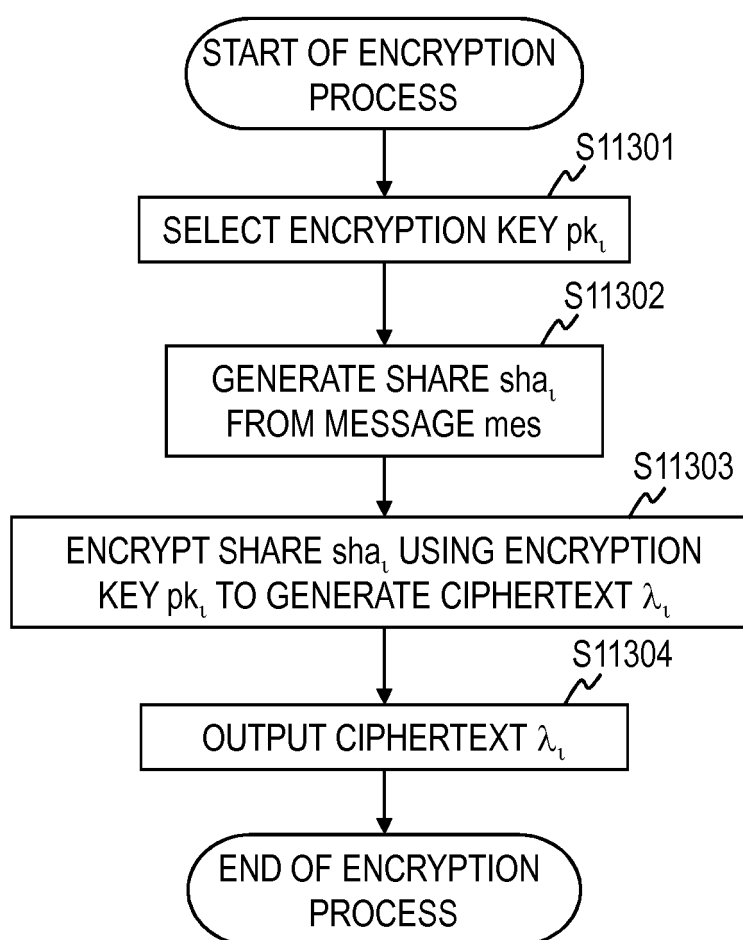 START OF ENCRYPTION
PROCESS
S11301
SELECT ENCRYPTION KEY pkι
S11302
GENERATE SHARE shaι
FROM MESSAGE mes
S11303
ENCRYPT SHARE shaι USING ENCRYPTION
KEY pkι TO GENERATE CIPHERTEXT λι
S11304
OUTPUT CIPHERTEXT λι
END OF ENCRYPTION
PROCESS